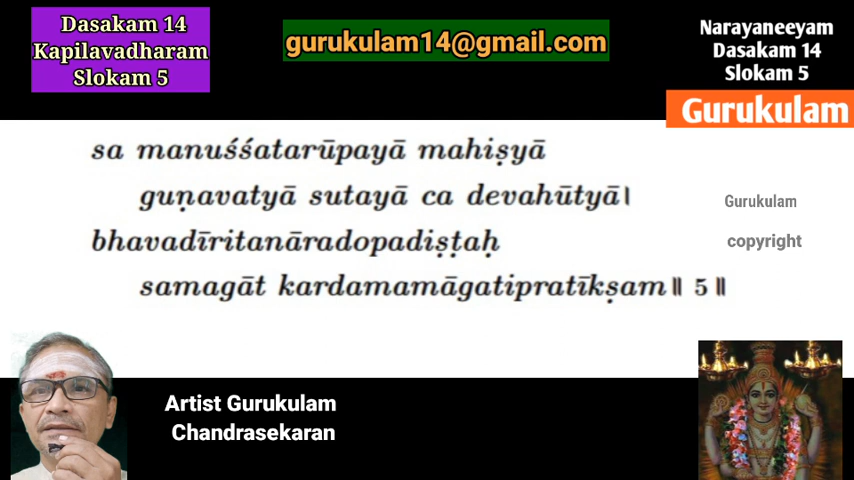 Dasakam 14
Kapilavadharam
Slokam 5
gurukulam14@gmail.com
Narayaneeyam
Dasakam 14
Slokam 5
Gurukulam
sa manuśśatarūpayā mahiṣyā
guṇavatyā sutayā ca devahūtyā।
bhavadīritanāradopadiṣṭaḥ
samagāt kardamamāgatipratīkṣam॥ 5॥
Gurukulam
copyright
Artist Gurukulam
Chandrasekaran